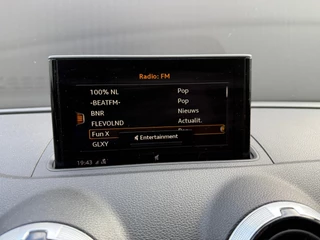 Radio: FM
100% NL Pop
-BEATFM- Pop
BNR Nieuws
FLEVOLND Actualit.
Fun X
Entertainment
GLXY
19:43